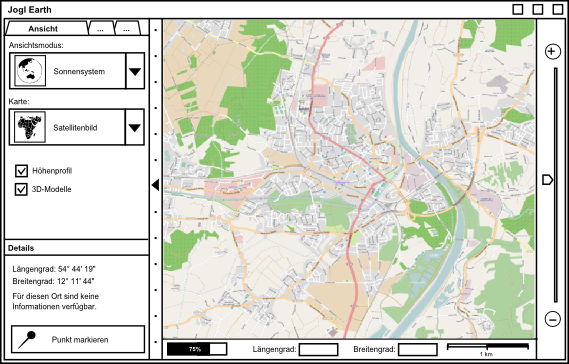 Jogl Earth
Ansicht
...
...
Ansichtsmodus:
Sonnensystem
Karte:
Satellitenbild
Höhenprofil
3D-Modelle
Details
Längengrad: 54° 44' 19"
Breitengrad: 12° 11' 44"
Für diesen Ort sind keine
Informationen verfügbar.
Punkt markieren
75%
Längengrad:
Breitengrad:
1 km